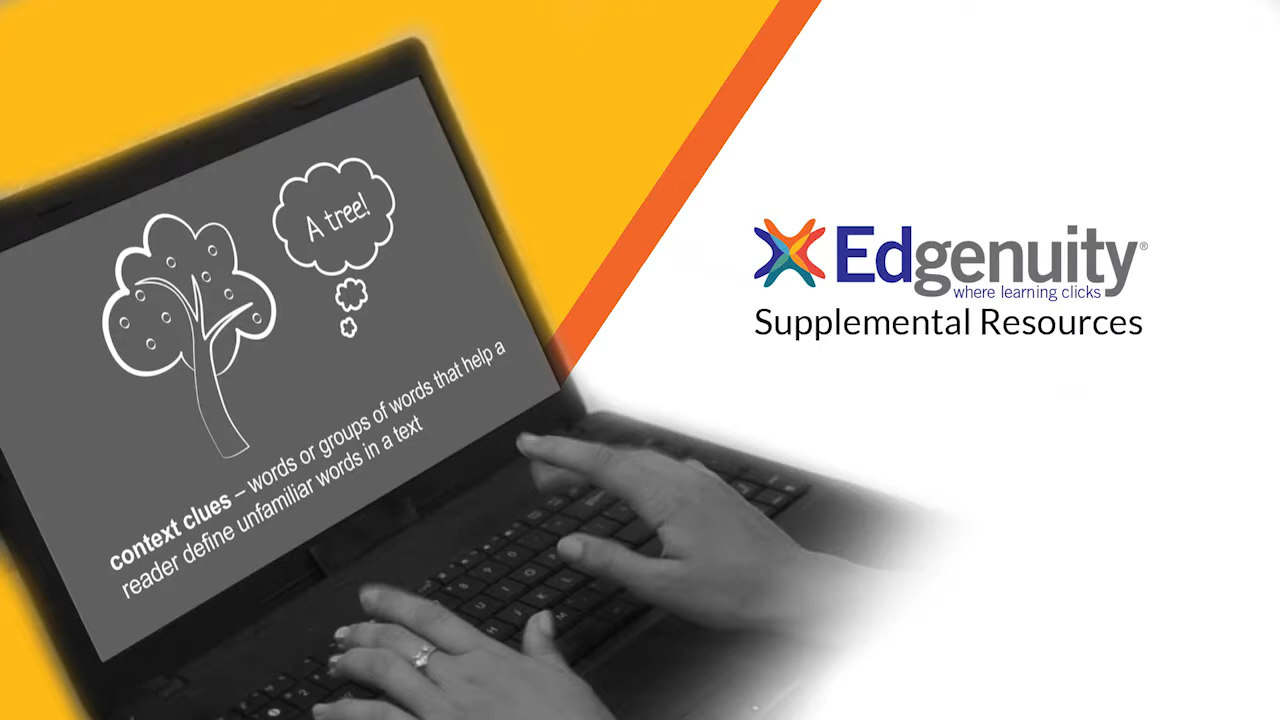 A tree!
context clues – words or groups of words that help a
reader define unfamiliar words in a text
Edgenuity®
where learning clicks
Supplemental Resources